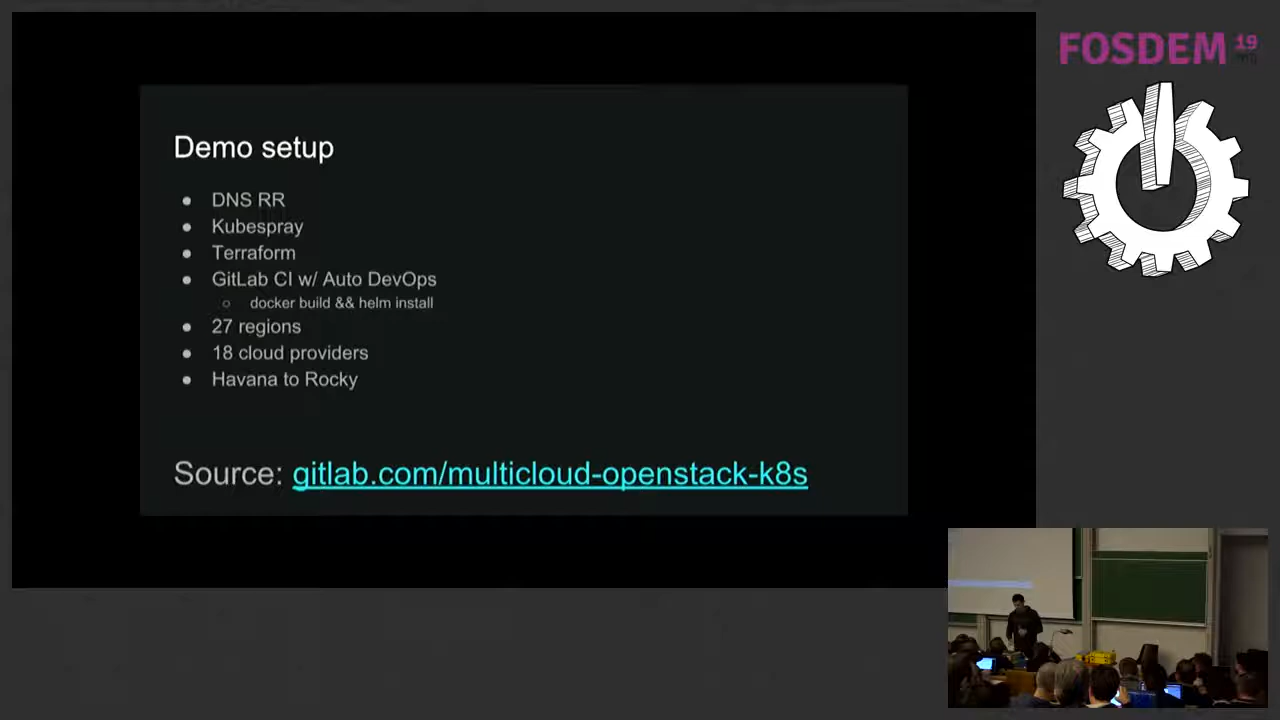 FOSDEM 19
Demo setup
● DNS RR
● Kubespray
● Terraform
● GitLab CI w/ Auto DevOps
○ docker build && helm install
● 27 regions
● 18 cloud providers
● Havana to Rocky
Source: gitlab.com/multicloud-openstack-k8s